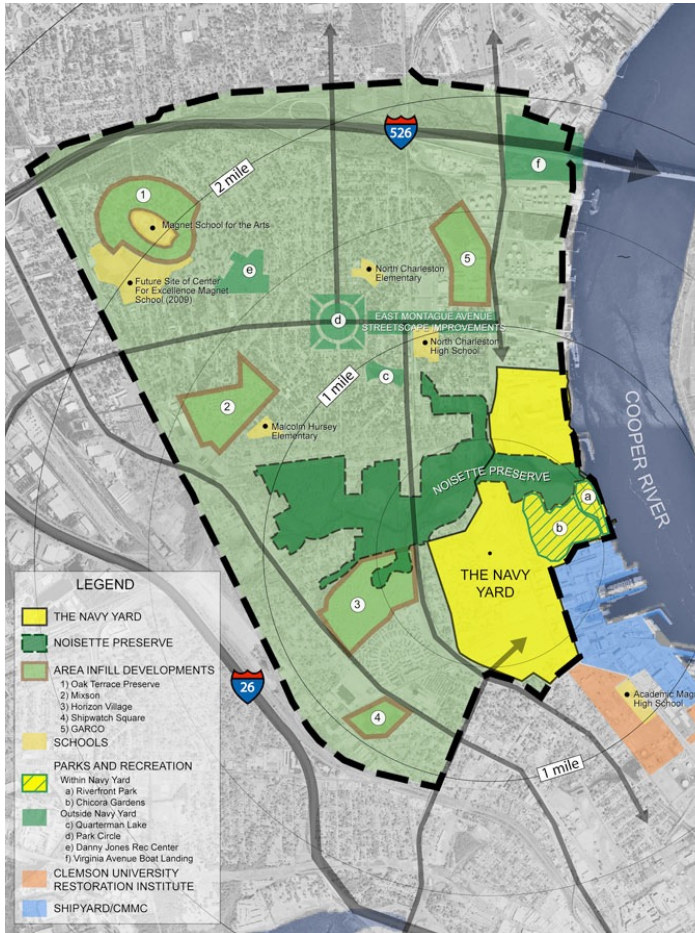 526
f
2 mile
1
Magnet School for the Arts
e
Future Site of Center
For Excellence Magnet
School (2009)
North Charleston
Elementary
5
d
EAST MONTAGUE AVENUE
STREETSCAPE IMPROVEMENTS
North Charleston
High School
c
1 mile
2
Malcolm Hursey
Elementary
COOPER RIVER
NOISETTE PRESERVE
a
b
THE NAVY
YARD
3
26
4
Academic Mag
High School
1 mile
LEGEND
THE NAVY YARD
NOISETTE PRESERVE
AREA INFILL DEVELOPMENTS
1) Oak Terrace Preserve
2) Mixson
3) Horizon Village
4) Shipwatch Square
5) GARCO
SCHOOLS
PARKS AND RECREATION
Within Navy Yard
a) Riverfront Park
b) Chicora Gardens
Outside Navy Yard
c) Quarterman Lake
d) Park Circle
e) Danny Jones Rec Center
f) Virginia Avenue Boat Landing
CLEMSON UNIVERSITY
RESTORATION INSTITUTE
SHIPYARD/CMMC